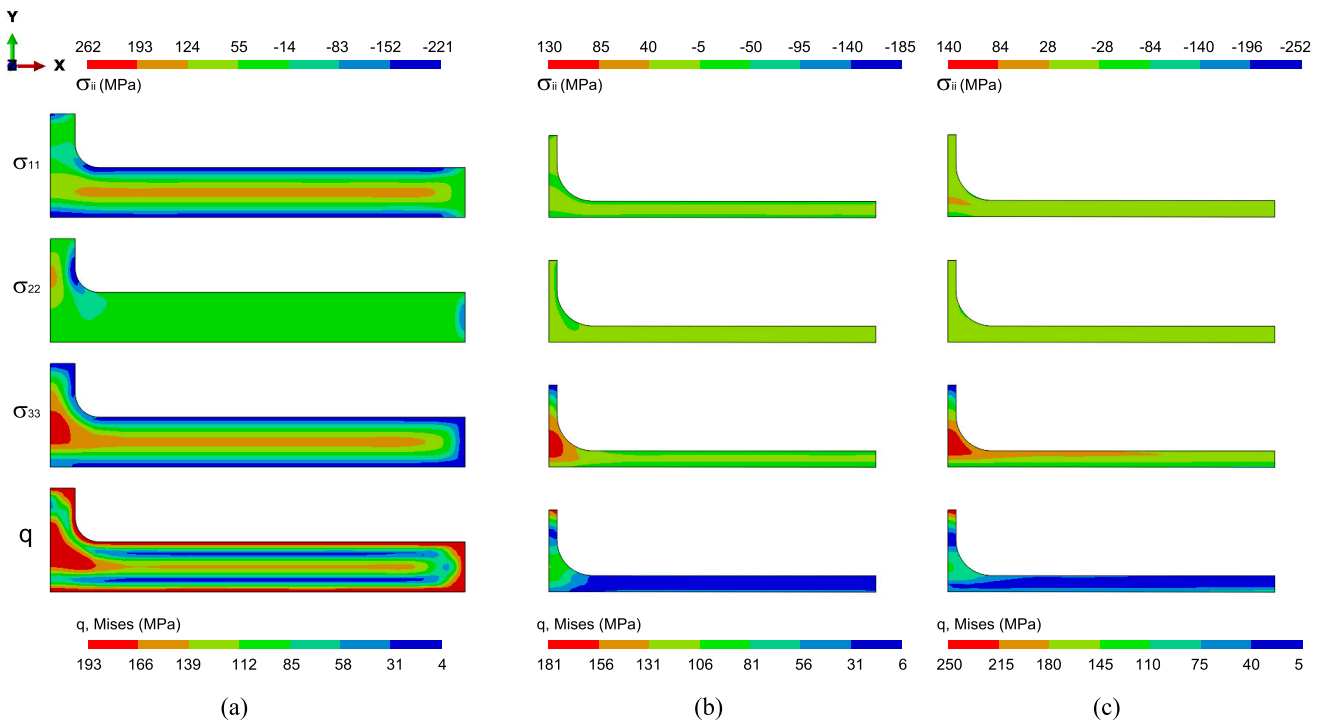 Y
X
262 193 124 55 -14 -83 -152 -221
σii (MPa)
130 85 40 -5 -50 -95 -140 -185
σii (MPa)
140 84 28 -28 -84 -140 -196 -252
σii (MPa)
σ11
σ22
σ33
q
q, Mises (MPa)
193 166 139 112 85 58 31 4
q, Mises (MPa)
181 156 131 106 81 56 31 6
q, Mises (MPa)
250 215 180 145 110 75 40 5
(a)
(b)
(c)